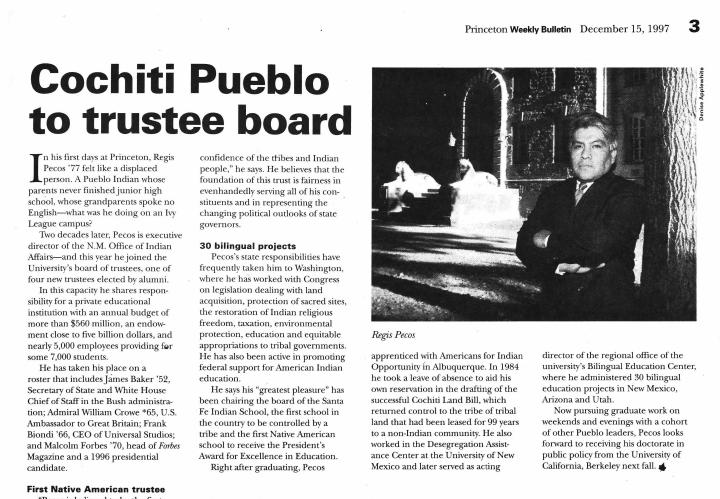 Princeton Weekly Bulletin December 15, 1997 3
Cochiti Pueblo
to trustee board
In his first days at Princeton, Regis
Pecos '77 felt like a displaced
person. A Pueblo Indian whose
parents never finished junior high
school, whose grandparents spoke no
English—what was he doing on an Ivy
League campus?
Two decades later, Pecos is executive
director of the N.M. Office of Indian
Affairs—and this year he joined the
University's board of trustees, one of
four new trustees elected by alumni.
In this capacity he shares respon-
sibility for a private educational
institution with an annual budget of
more than $560 million, an endow-
ment close to five billion dollars, and
nearly 5,000 employees providing for
some 7,000 students.
He has taken his place on a
roster that includes James Baker '52,
Secretary of State and White House
Chief of Staff in the Bush administra-
tion; Admiral William Crowe *65, U.S.
Ambassador to Great Britain; Frank
Biondi '66, CEO of Universal Studios;
and Malcolm Forbes '70, head of Forbes
Magazine and a 1996 presidential
candidate.
First Native American trustee
confidence of the tribes and Indian
people," he says. He believes that the
foundation of this trust is fairness in
evenhandedly serving all of his con-
stituents and in representing the
changing political outlooks of state
governors.
30 bilingual projects
Pecos's state responsibilities have
frequently taken him to Washington,
where he has worked with Congress
on legislation dealing with land
acquisition, protection of sacred sites,
the restoration of Indian religious
freedom, taxation, environmental
protection, education and equitable
appropriations to tribal governments.
He has also been active in promoting
federal support for American Indian
education.
He says his "greatest pleasure" has
been chairing the board of the Santa
Fe Indian School, the first school in
the country to be controlled by a
tribe and the first Native American
school to receive the President's
Award for Excellence in Education.
Right after graduating, Pecos
Denise Applewhite
Regis Pecos
apprenticed with Americans for Indian
Opportunity in Albuquerque. In 1984
he took a leave of absence to aid his
own reservation in the drafting of the
successful Cochiti Land Bill, which
returned control to the tribe of tribal
land that had been leased for 99 years
to a non-Indian community. He also
worked in the Desegregation Assist-
ance Center at the University of New
Mexico and later served as acting
director of the regional office of the
university's Bilingual Education Center,
where he administered 30 bilingual
education projects in New Mexico,
Arizona and Utah.
Now pursuing graduate work on
weekends and evenings with a cohort
of other Pueblo leaders, Pecos looks
forward to receiving his doctorate in
public policy from the University of
California, Berkeley next fall.